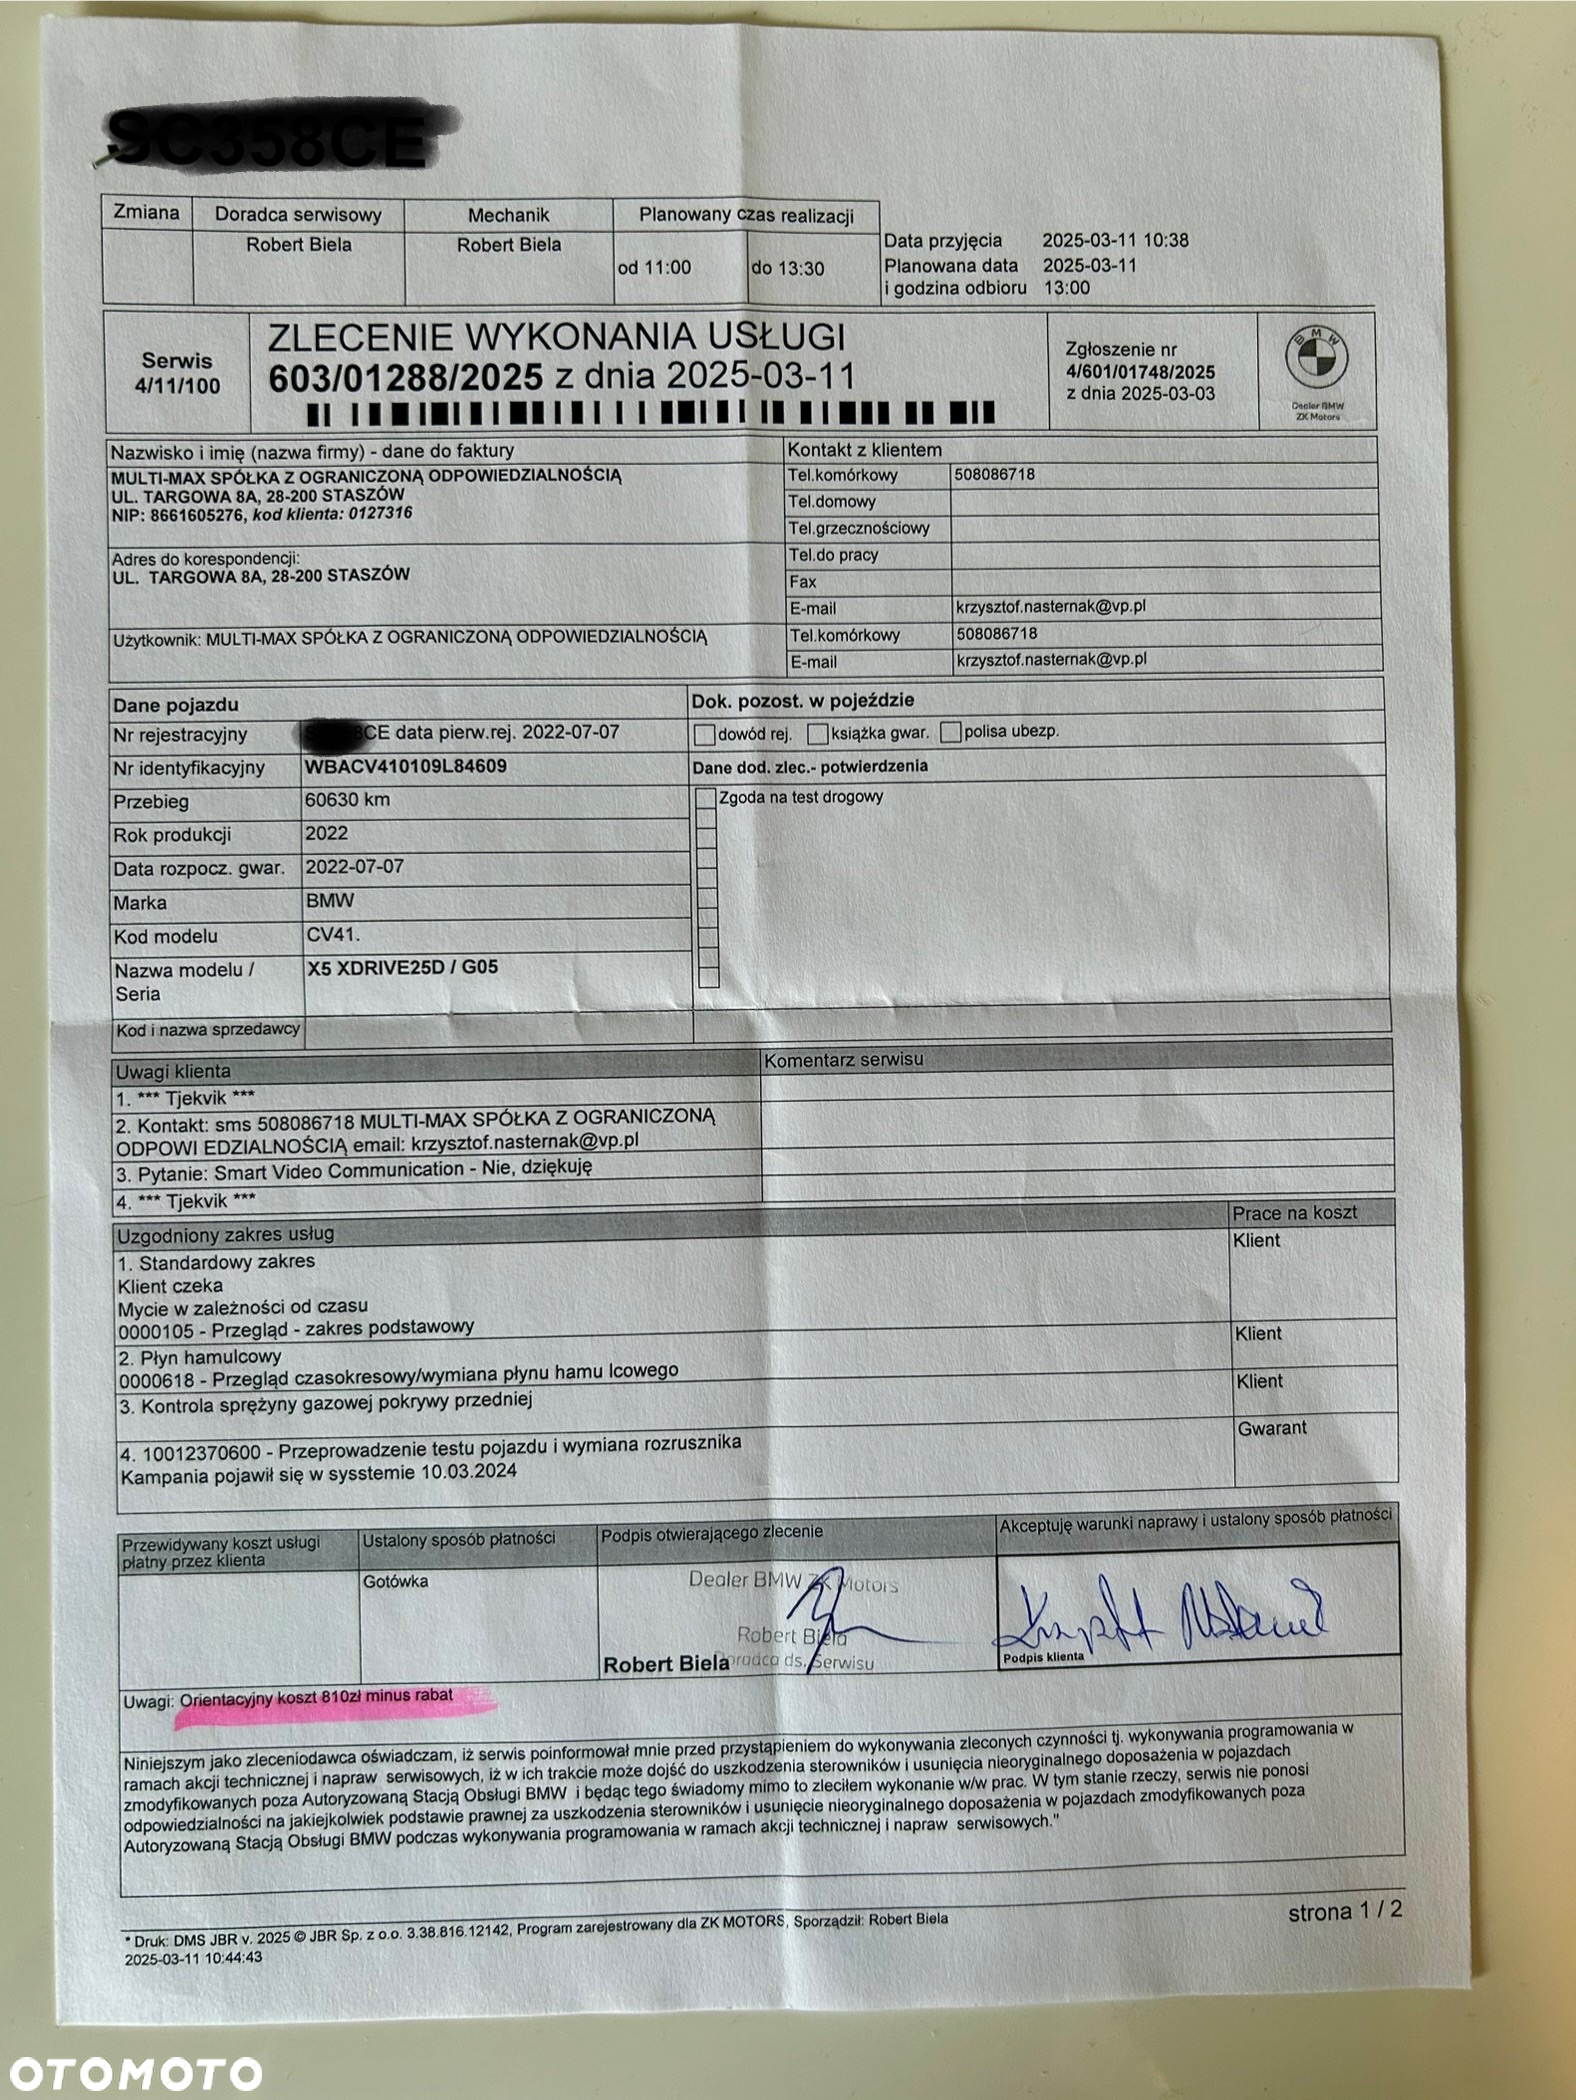 Zmiana
Doradca serwisowy
Mechanik
Planowany czas realizacji
Robert Biela
Robert Biela
od 11:00
do 13:30
Data przyjęcia 2025-03-11 10:38
Planowana data 2025-03-11
i godzina odbioru 13:00
Serwis
4/11/100
ZLECENIE WYKONANIA USŁUGI
603/01288/2025 z dnia 2025-03-11
Zgłoszenie nr
4/601/01748/2025
z dnia 2025-03-03
BMW
Dealer BMW
ZK Motors
Nazwisko i imię (nazwa firmy) - dane do faktury
MULTI-MAX SPÓŁKA Z OGRANICZONĄ ODPOWIEDZIALNOŚCIĄ
UL. TARGOWA 8A, 28-200 STASZÓW
NIP: 8661605276, kod klienta: 0127316
Adres do korespondencji:
UL. TARGOWA 8A, 28-200 STASZÓW
Użytkownik: MULTI-MAX SPÓŁKA Z OGRANICZONĄ ODPOWIEDZIALNOŚCIĄ
Kontakt z klientem
Tel.komórkowy 508086718
Tel.domowy
Tel.grzecznościowy
Tel.do pracy
Fax
E-mail krzysztof.nasternak@vp.pl
Tel.komórkowy 508086718
E-mail krzysztof.nasternak@vp.pl
Dane pojazdu
Nr rejestracyjny CE data pierw.rej. 2022-07-07
Nr identyfikacyjny WBACV410109L84609
Przebieg 60630 km
Rok produkcji 2022
Data rozpocz. gwar. 2022-07-07
Marka BMW
Kod modelu CV41.
Nazwa modelu / X5 XDRIVE25D / G05
Seria
Kod i nazwa sprzedawcy
Dok. pozost. w pojeździe
dowód rej. książka gwar. polisa ubezp.
Dane dod. zlec.- potwierdzenia
Zgoda na test drogowy
Uwagi klienta
Komentarz serwisu
1. *** Tjekvik ***
2. Kontakt: sms 508086718 MULTI-MAX SPÓŁKA Z OGRANICZONĄ
ODPOWI EDZIALNOŚCIĄ email: krzysztof.nasternak@vp.pl
3. Pytanie: Smart Video Communication - Nie, dziękuję
4. *** Tjekvik ***
Uzgodniony zakres usług
Prace na koszt
1. Standardowy zakres
Klient
Klient czeka
Mycie w zależności od czasu
0000105 - Przegląd - zakres podstawowy
2. Płyn hamulcowy
Klient
0000618 - Przegląd czasokresowy/wymiana płynu hamu lcowego
3. Kontrola sprężyny gazowej pokrywy przedniej
Klient
4. 10012370600 - Przeprowadzenie testu pojazdu i wymiana rozrusznika
Gwarant
Kampania pojawił się w sysstemie 10.03.2024
Przewidywany koszt usługi
płatny przez klienta
Ustalony sposób płatności
Podpis otwierającego zlecenie
Akceptuję warunki naprawy i ustalony sposób płatności
Gotówka
Dealer BMW ZK Motors
Robert Biela
Doradca ds. Serwisu
Robert Biela
Podpis klienta
Uwagi: Orientacyjny koszt 810zł minus rabat
Niniejszym jako zleceniodawca oświadczam, iż serwis poinformował mnie przed przystąpieniem do wykonywania zleconych czynności tj. wykonywania programowania w
ramach akcji technicznej i napraw serwisowych, iż w ich trakcie może dojść do uszkodzenia sterowników i usunięcia nieoryginalnego doposażenia w pojazdach
zmodyfikowanych poza Autoryzowaną Stacją Obsługi BMW i będąc tego świadomy mimo to zleciłem wykonanie w/w prac. W tym stanie rzeczy, serwis nie ponosi
odpowiedzialności na jakiejkolwiek podstawie prawnej za uszkodzenia sterowników i usunięcie nieoryginalnego doposażenia w pojazdach zmodyfikowanych poza
Autoryzowaną Stacją Obsługi BMW podczas wykonywania programowania w ramach akcji technicznej i napraw serwisowych."
* Druk: DMS JBR v. 2025 © JBR Sp. z o.o. 3.38.816.12142, Program zarejestrowany dla ZK MOTORS, Sporządził: Robert Biela
2025-03-11 10:44:43
strona 1 / 2
OTOMOTO